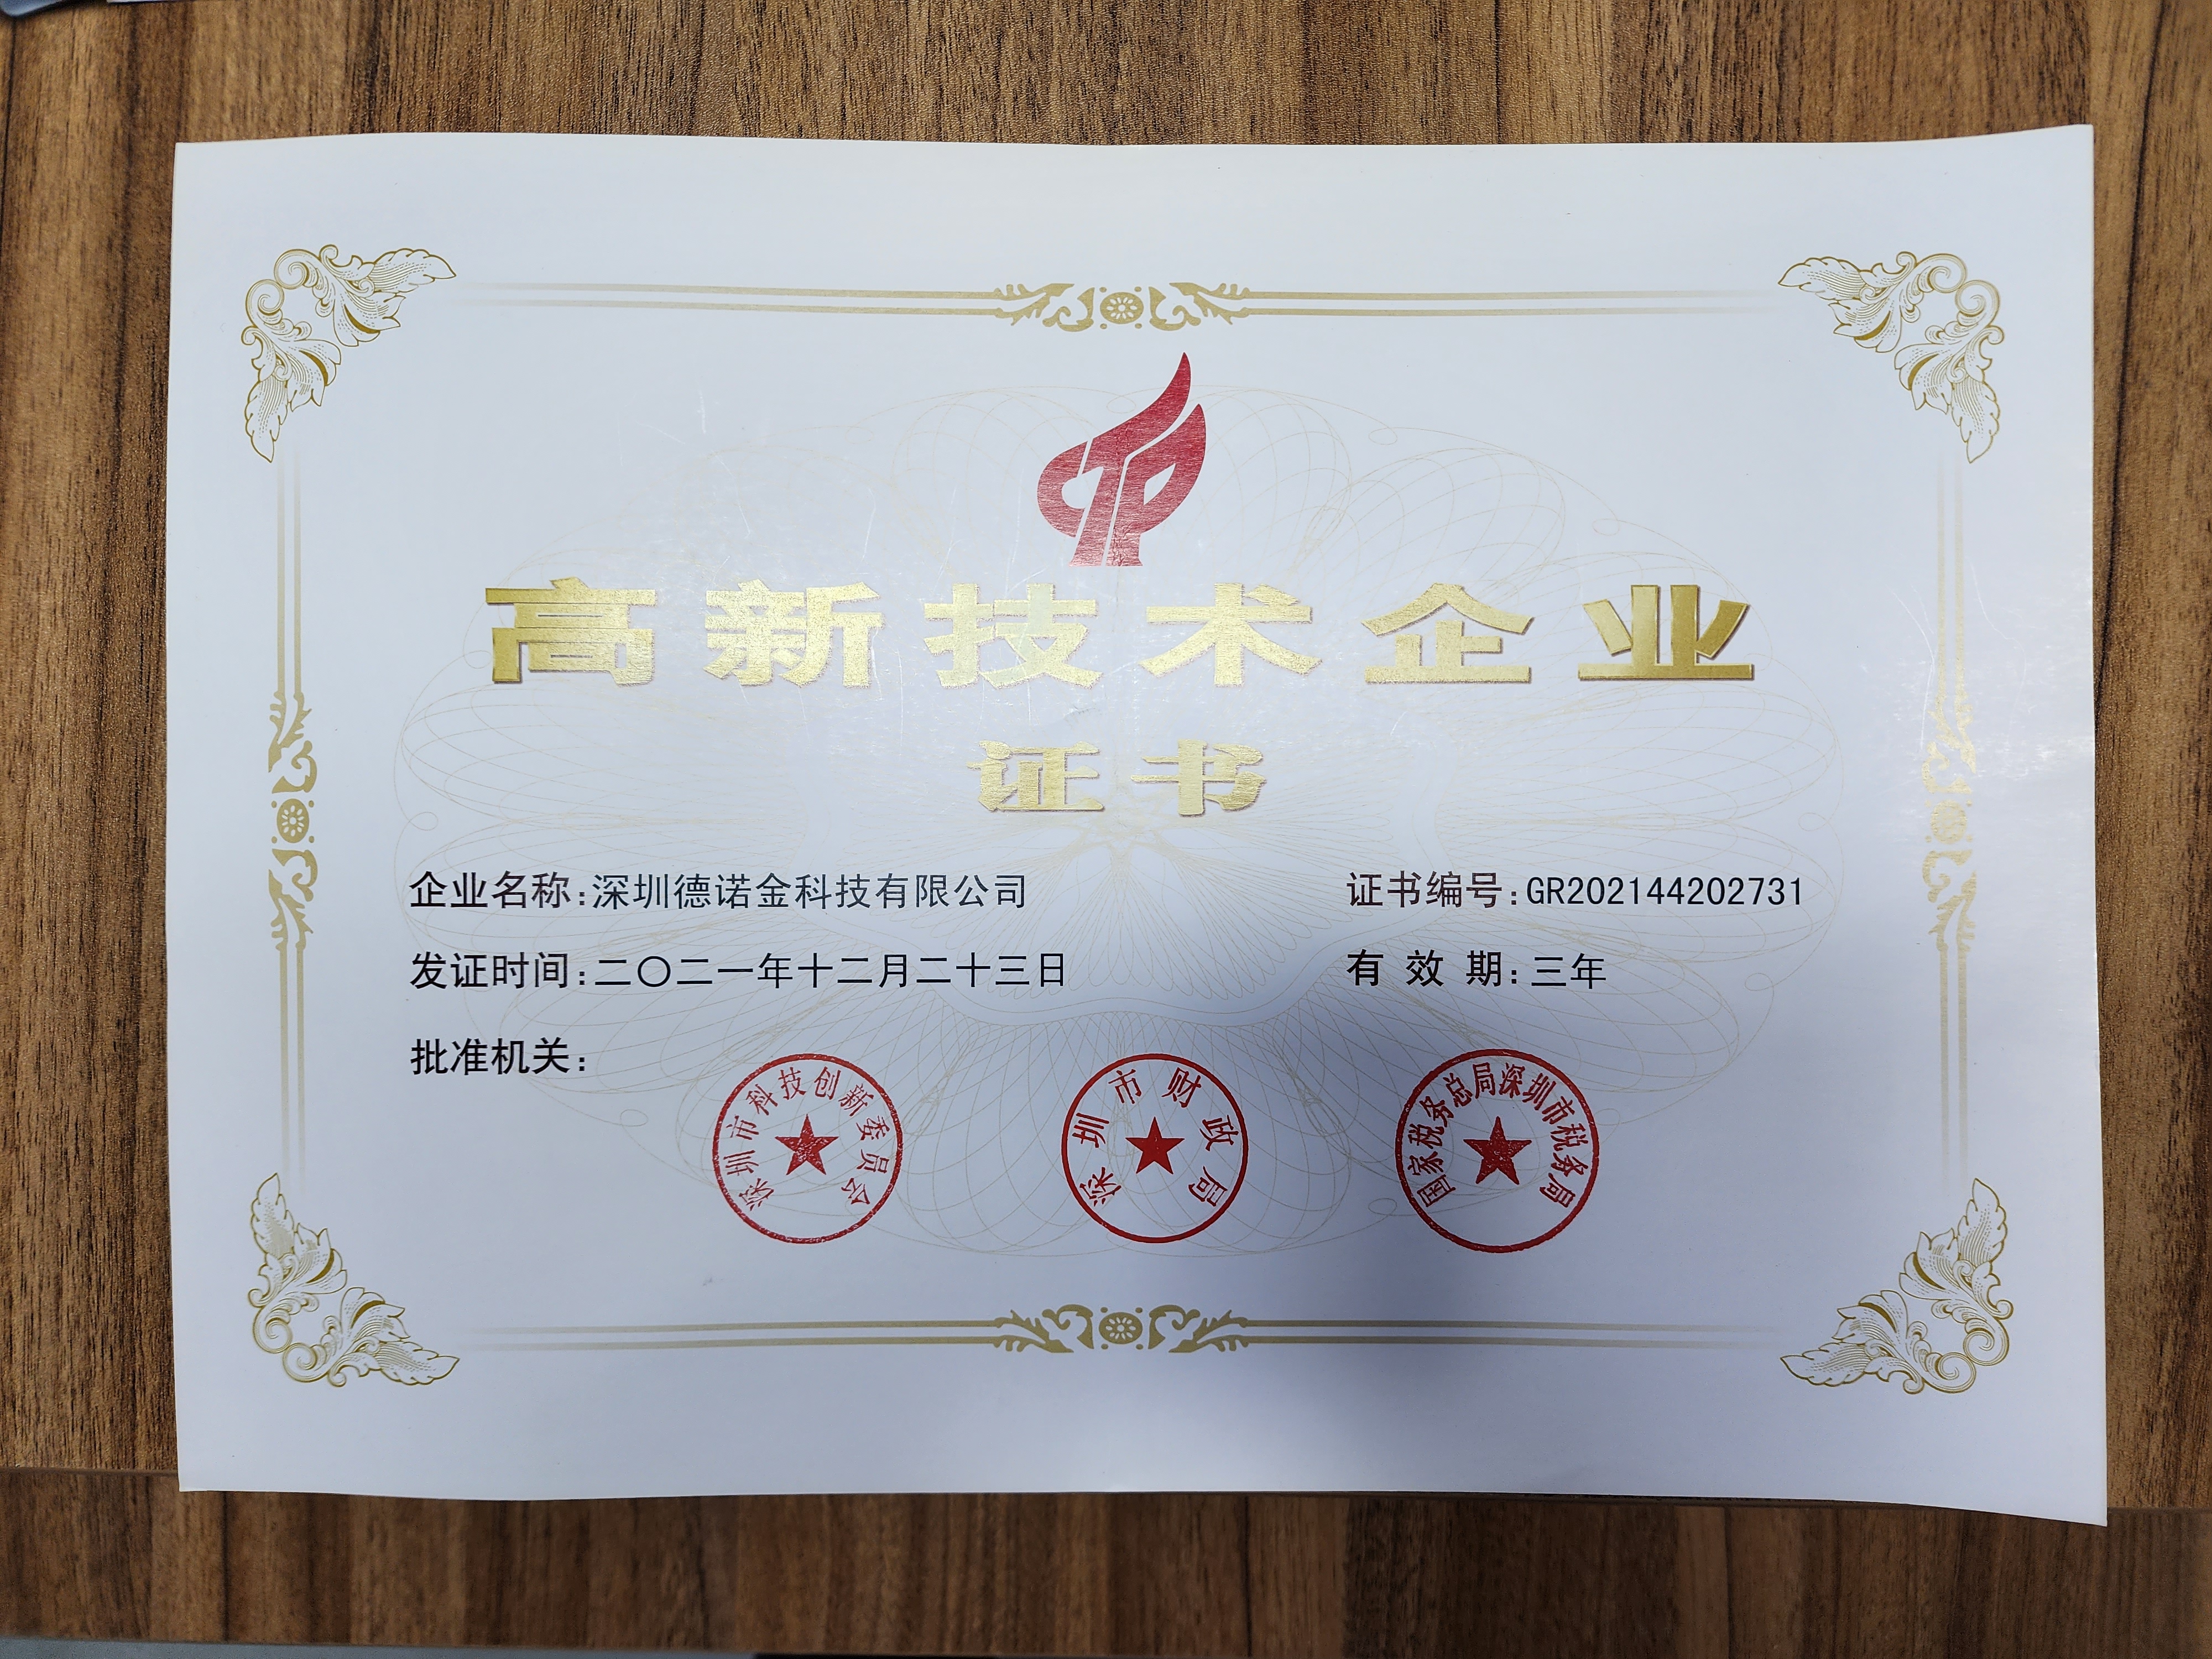 高新技术企业
证书
企业名称:深圳德诺金科技有限公司
证书编号:GR202144202731
发证时间:二〇二一年十二月二十三日
有效期:三年
批准机关:
深圳市科技创新委员会
深圳市财政局
国家税务总局深圳市税务局